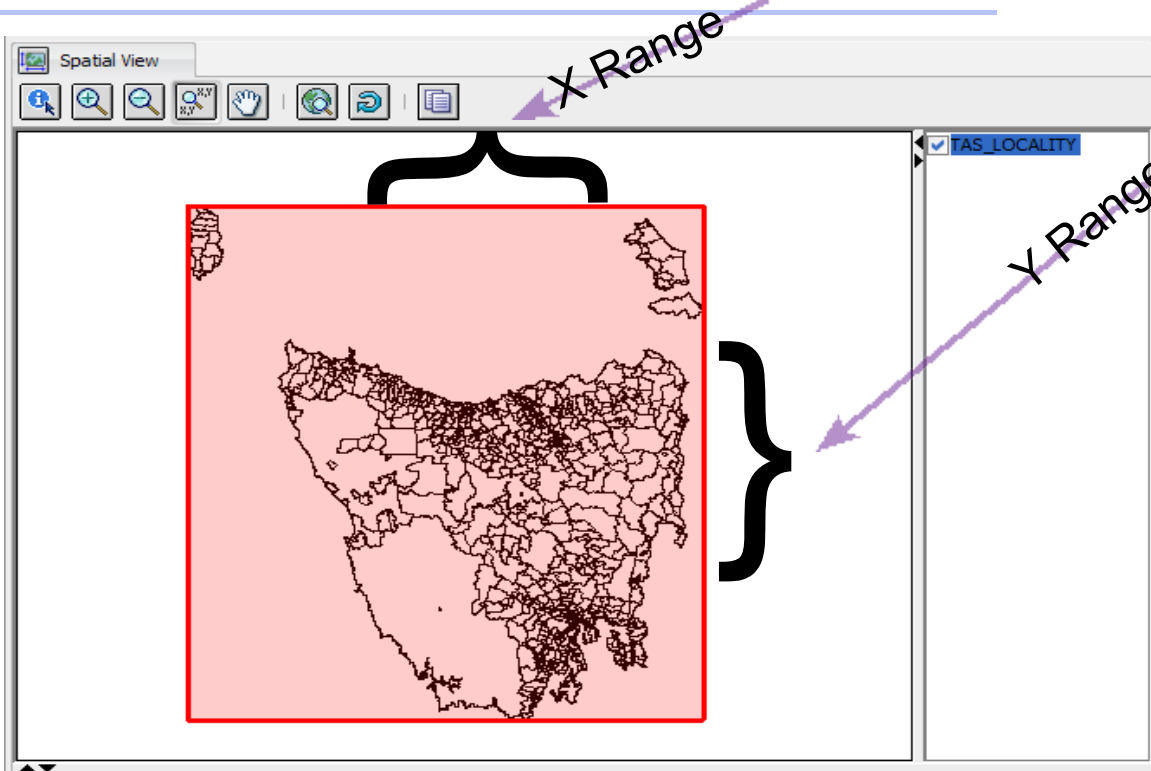 X Range
Spatial View
x,y
x,y
TAS_LOCALITY
Y Range